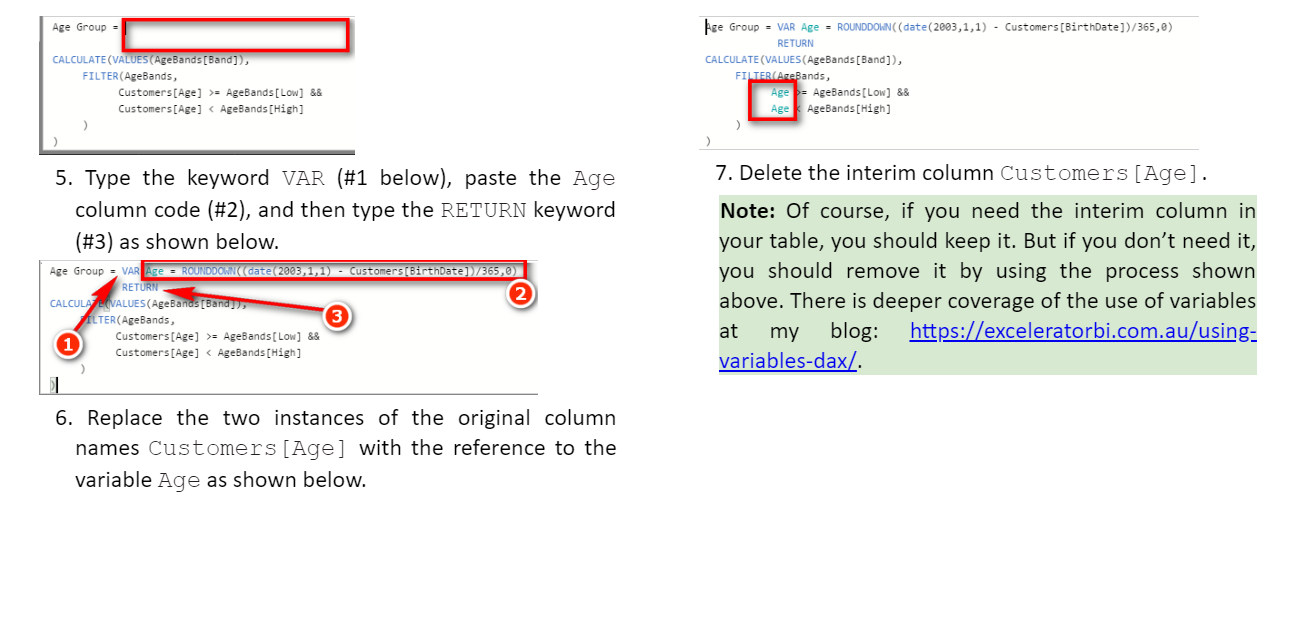 Age Group =
CALCULATE(VALUES(AgeBands[Band]),
FILTER(AgeBands,
Customers[Age] >= AgeBands[Low] &&
Customers[Age] < AgeBands[High]
)
)
5. Type the keyword VAR (#1 below), paste the Age
column code (#2), and then type the RETURN keyword
(#3) as shown below.
Age Group = VAR Age = ROUNDDOWN((date(2003,1,1) - Customers[BirthDate])/365,0)
2
RETURN
CALCULATE(VALUES(AgeBands[Band]),
3
FILTER(AgeBands,
1
Customers[Age] >= AgeBands[Low] &&
Customers[Age] < AgeBands[High]
)
)
6. Replace the two instances of the original column
names Customers[Age] with the reference to the
variable Age as shown below.
Age Group = VAR Age = ROUNDDOWN((date(2003,1,1) - Customers[BirthDate])/365,0)
RETURN
CALCULATE(VALUES(AgeBands[Band]),
FILTER(AgeBands,
Age >= AgeBands[Low] &&
Age < AgeBands[High]
)
)
7. Delete the interim column Customers[Age].
Note: Of course, if you need the interim column in
your table, you should keep it. But if you don’t need it,
you should remove it by using the process shown
above. There is deeper coverage of the use of variables
at my blog: https://exceleratorbi.com.au/using-
variables-dax/.